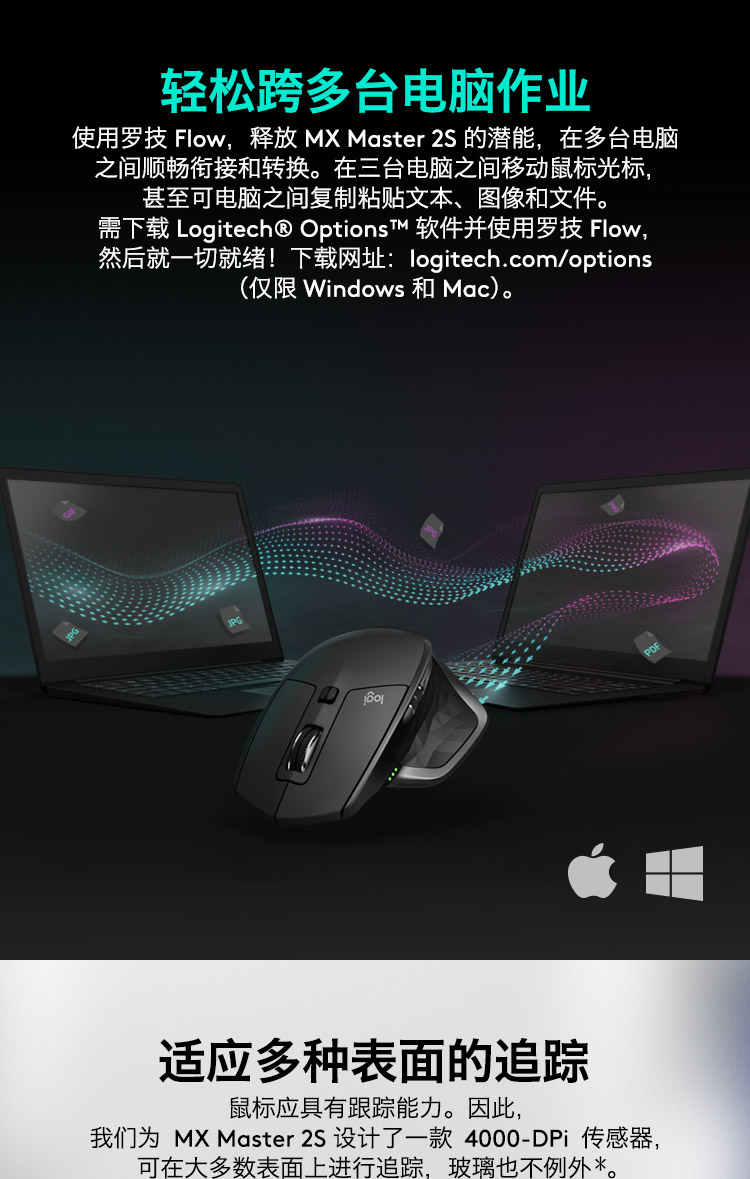 轻松跨多台电脑作业
使用罗技 Flow，释放 MX Master 2S 的潜能，在多台电脑
之间顺畅衔接和转换。在三台电脑之间移动鼠标光标，
甚至可电脑之间复制粘贴文本、图像和文件。
需下载 Logitech® Options™ 软件并使用罗技 Flow，
然后就一切就绪！下载网址：logitech.com/options
（仅限 Windows 和 Mac）。
GIF
JPG
JPG
JPG
PDF
logi
适应多种表面的追踪
鼠标应具有跟踪能力。因此，
我们为 MX Master 2S 设计了一款 4000-DPi 传感器，
可在大多数表面上进行追踪，玻璃也不例外*。